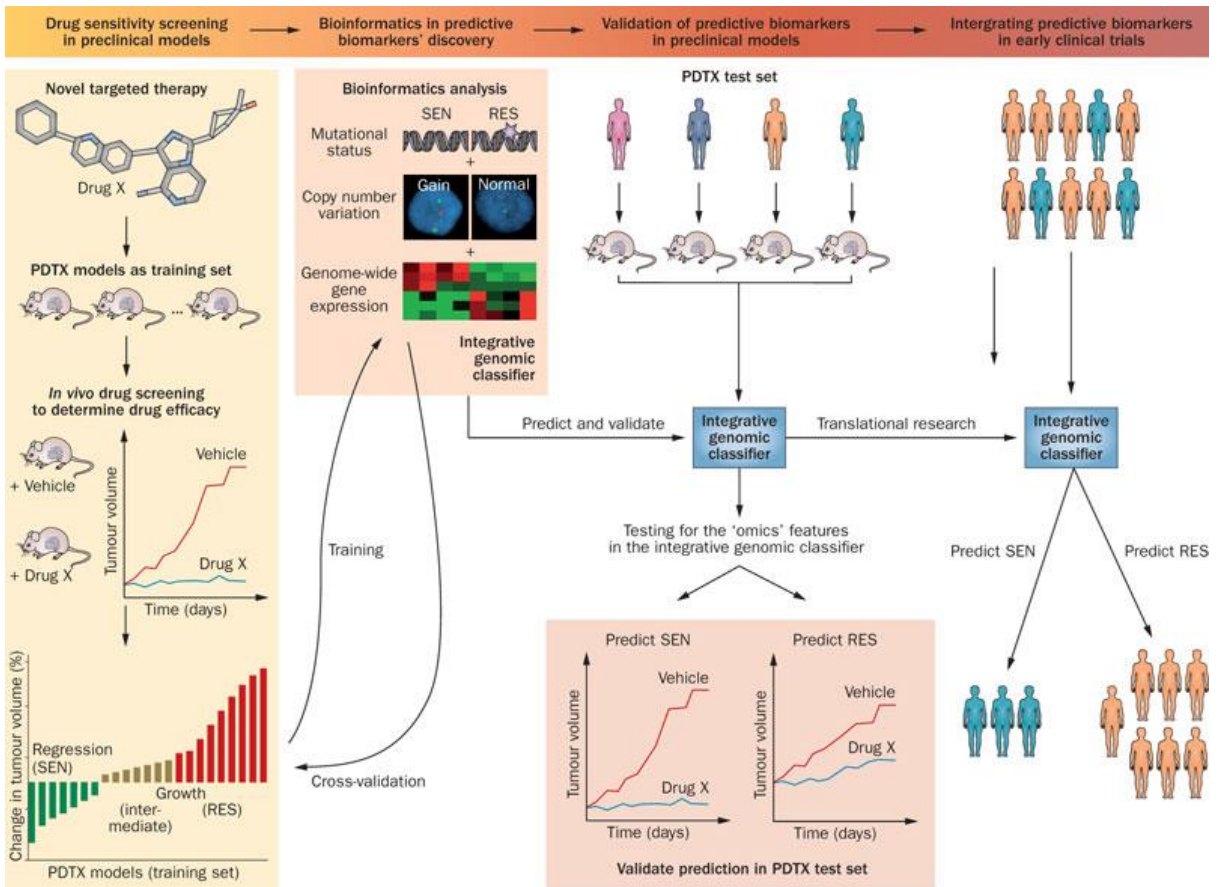 Drug sensitivity screening
in preclinical models
Bioinformatics in predictive
biomarkers' discovery
Validation of predictive biomarkers
in preclinical models
Intergrating predictive biomarkers
in early clinical trials
Novel targeted therapy
Drug X
PDTX models as training set
...
In vivo drug screening
to determine drug efficacy
+ Vehicle
+ Drug X
Tumour volume
Vehicle
Drug X
Time (days)
Change in tumour volume (%)
Regression
(SEN)
Growth
(inter-
mediate)
(RES)
PDTX models (training set)
Bioinformatics analysis
SEN
RES
Mutational
status
+
Copy number
variation
Gain
Normal
+
Genome-wide
gene
expression
Integrative
genomic
classifier
Training
Cross-validation
PDTX test set
Predict and validate
Integrative
genomic
classifier
Translational research
Testing for the 'omics' features
in the integrative genomic classifier
Predict SEN
Tumour volume
Vehicle
Drug X
Time (days)
Predict RES
Tumour volume
Vehicle
Drug X
Time (days)
Validate prediction in PDTX test set
Integrative
genomic
classifier
Predict SEN
Predict RES